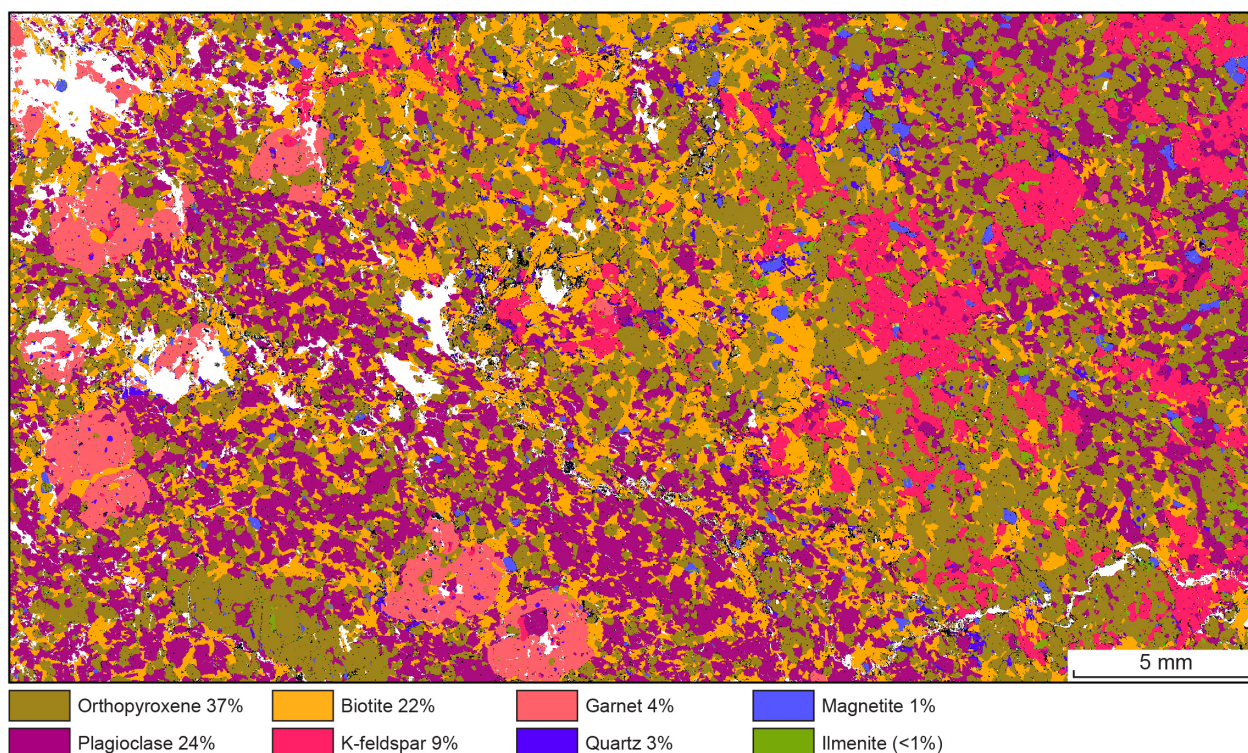 5 mm
Orthopyroxene 37% Biotite 22% Garnet 4% Magnetite 1%
Plagioclase 24% K-feldspar 9% Quartz 3% Ilmenite (<1%)